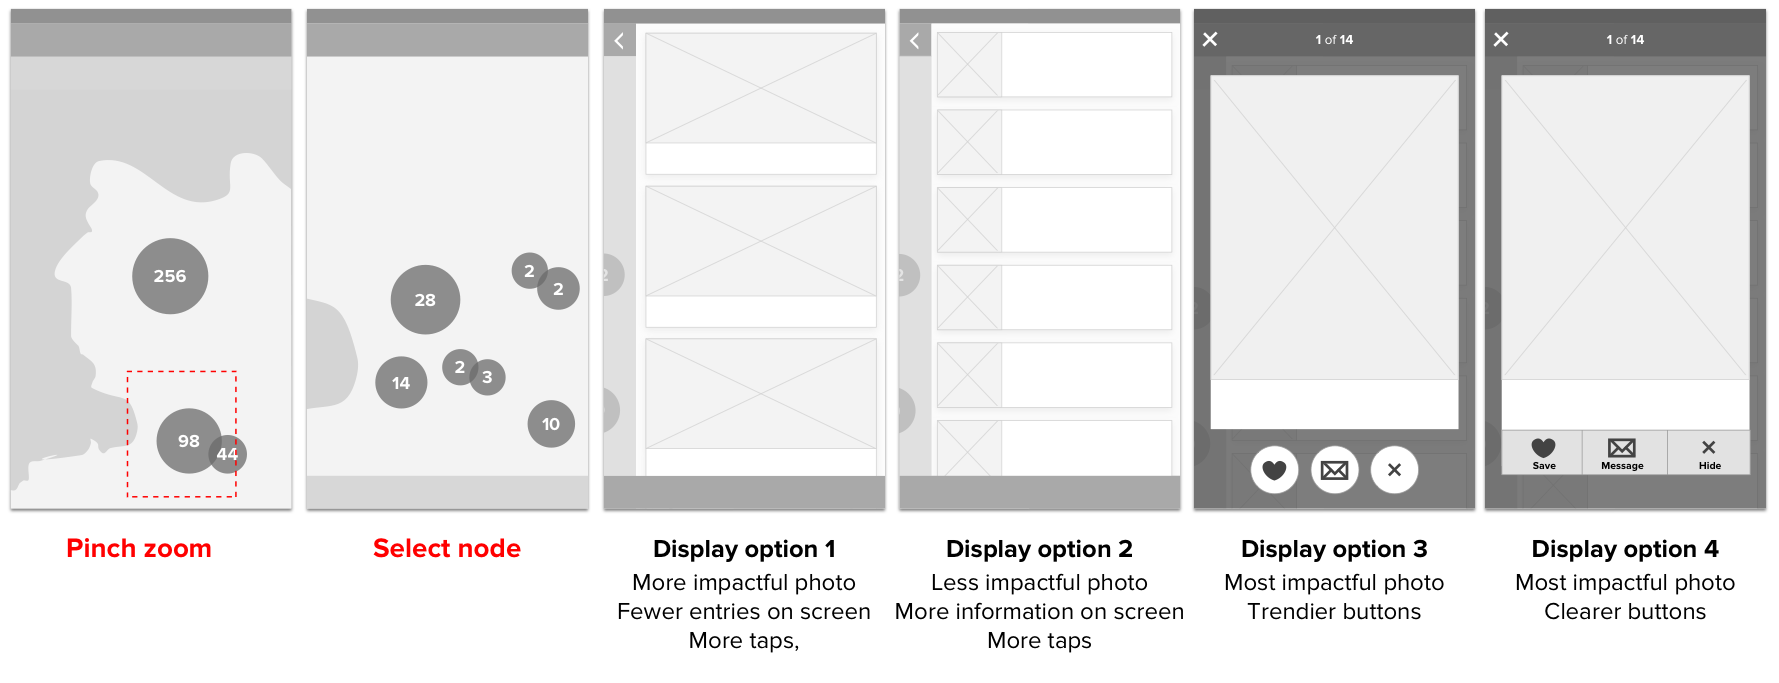 256
98
44
Pinch zoom
28
2
2
14
2
3
10
Select node
2
Display option 1
More impactful photo
Fewer entries on screen
More taps,
2
Display option 2
Less impactful photo
More information on screen
More taps
1 of 14
Display option 3
Most impactful photo
Trendier buttons
1 of 14
Save
Message
Hide
Display option 4
Most impactful photo
Clearer buttons